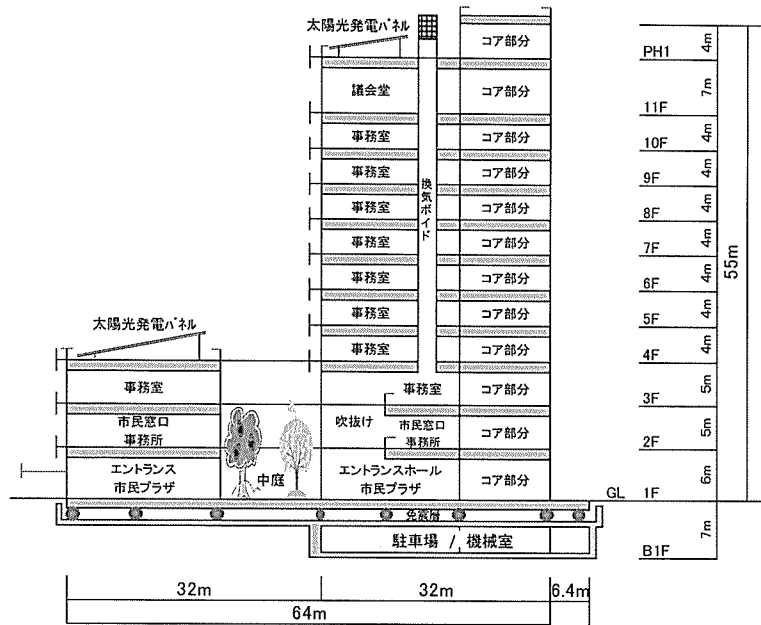 太陽光発電パネル
コア部分
PH1
4m
議会堂
コア部分
11F
7m
事務室
コア部分
10F
4m
事務室
コア部分
9F
4m
事務室
コア部分
8F
4m
事務室
コア部分
7F
4m
事務室
コア部分
6F
4m
事務室
コア部分
5F
4m
事務室
コア部分
4F
4m
換気ボイド
55m
太陽光発電パネル
事務室
事務室
コア部分
3F
5m
市民窓口
事務所
吹抜け
市民窓口
事務所
コア部分
2F
5m
エントランス
市民プラザ
中庭
エントランスホール
市民プラザ
コア部分
GL
1F
6m
免震層
駐車場 / 機械室
B1F
7m
32m
32m
6.4m
64m